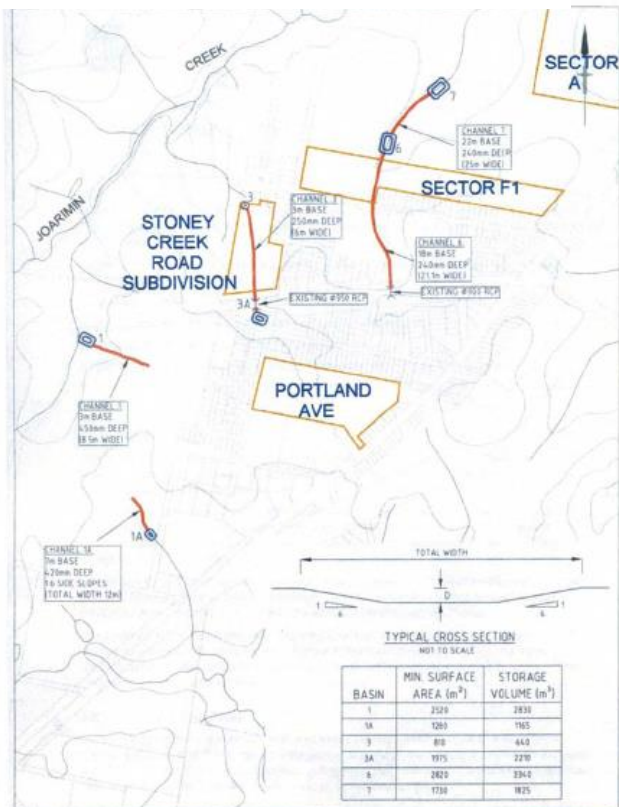 CREEK
JOARIMIN
SECTOR
A
7
CHANNEL 7
22m BASE
240mm DEEP
(25m WIDE)
6
SECTOR F1
3
CHANNEL 3
3m BASE
250mm DEEP
(6m WIDE)
STONEY
CREEK
ROAD
SUBDIVISION
CHANNEL 6
18m BASE
240mm DEEP
(21.1m WIDE)
3A
EXISTING
RCP
EXISTING
RCP
1
PORTLAND
AVE
CHANNEL 1
3m BASE
450mm DEEP
(8.5m WIDE)
1A
CHANNEL 1A
7m BASE
420mm DEEP
1:6 SIDE SLOPES
(TOTAL WIDTH 12m)
TOTAL WIDTH
D
1
6
1
6
TYPICAL CROSS SECTION
NOT TO SCALE
BASIN MIN. SURFACE AREA (m²) STORAGE VOLUME (m³)
1 2520 2830
1A 1260 1165
3 810 640
3A 1975 2210
6 2820 3340
7 1730 1825